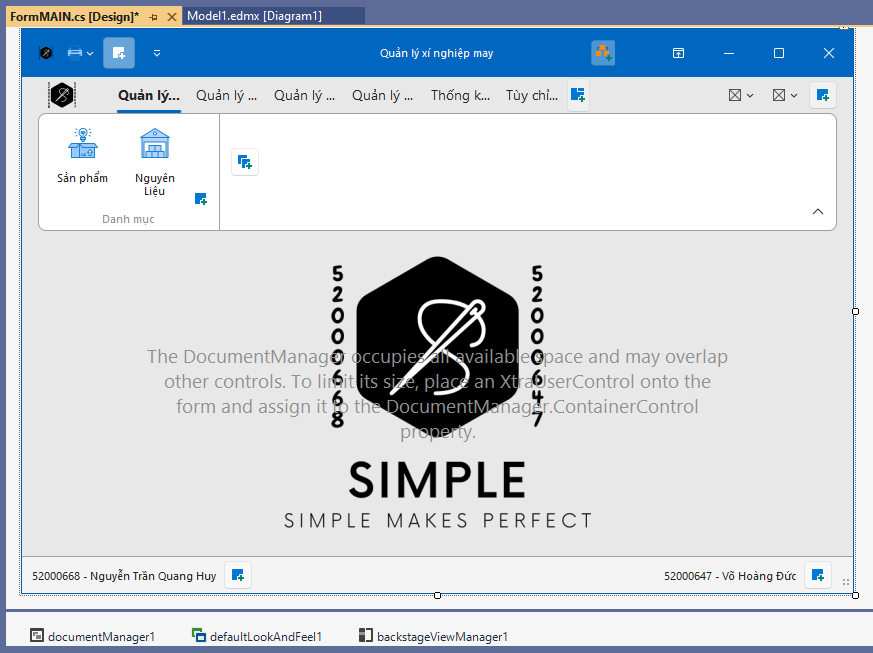 FormMAIN.cs [Design]*
Model1.edmx [Diagram1]
Quản lý xí nghiệp may
Quản lý...
Quản lý ...
Quản lý ...
Quản lý ...
Thống k...
Tùy chỉ...
Sản phẩm
Nguyên
Liệu
Danh mục
52000668
52000647
The DocumentManager occupies all available space and may overlap
other controls. To limit its size, place an XtraUserControl onto the
form and assign it to the DocumentManager.ContainerControl
property.
SIMPLE
SIMPLE MAKES PERFECT
52000668 - Nguyễn Trần Quang Huy
52000647 - Võ Hoàng Đức
documentManager1
defaultLookAndFeel1
backstageViewManager1